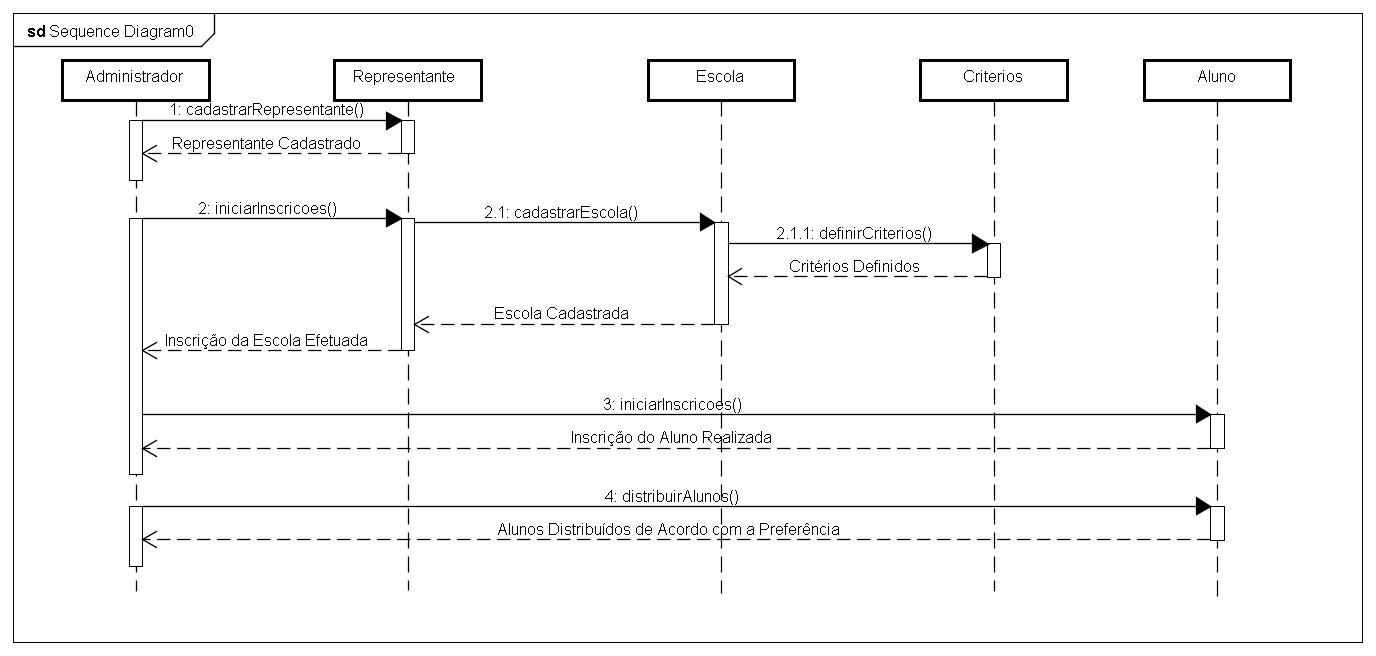 sd Sequence Diagram0
Administrador
Representante
Escola
Criterios
Aluno
1: cadastrarRepresentante()
Representante Cadastrado
2: iniciarInscricoes()
2.1: cadastrarEscola()
2.1.1: definirCriterios()
Critérios Definidos
Escola Cadastrada
Inscrição da Escola Efetuada
3: iniciarInscricoes()
Inscrição do Aluno Realizada
4: distribuirAlunos()
Alunos Distribuídos de Acordo com a Preferência